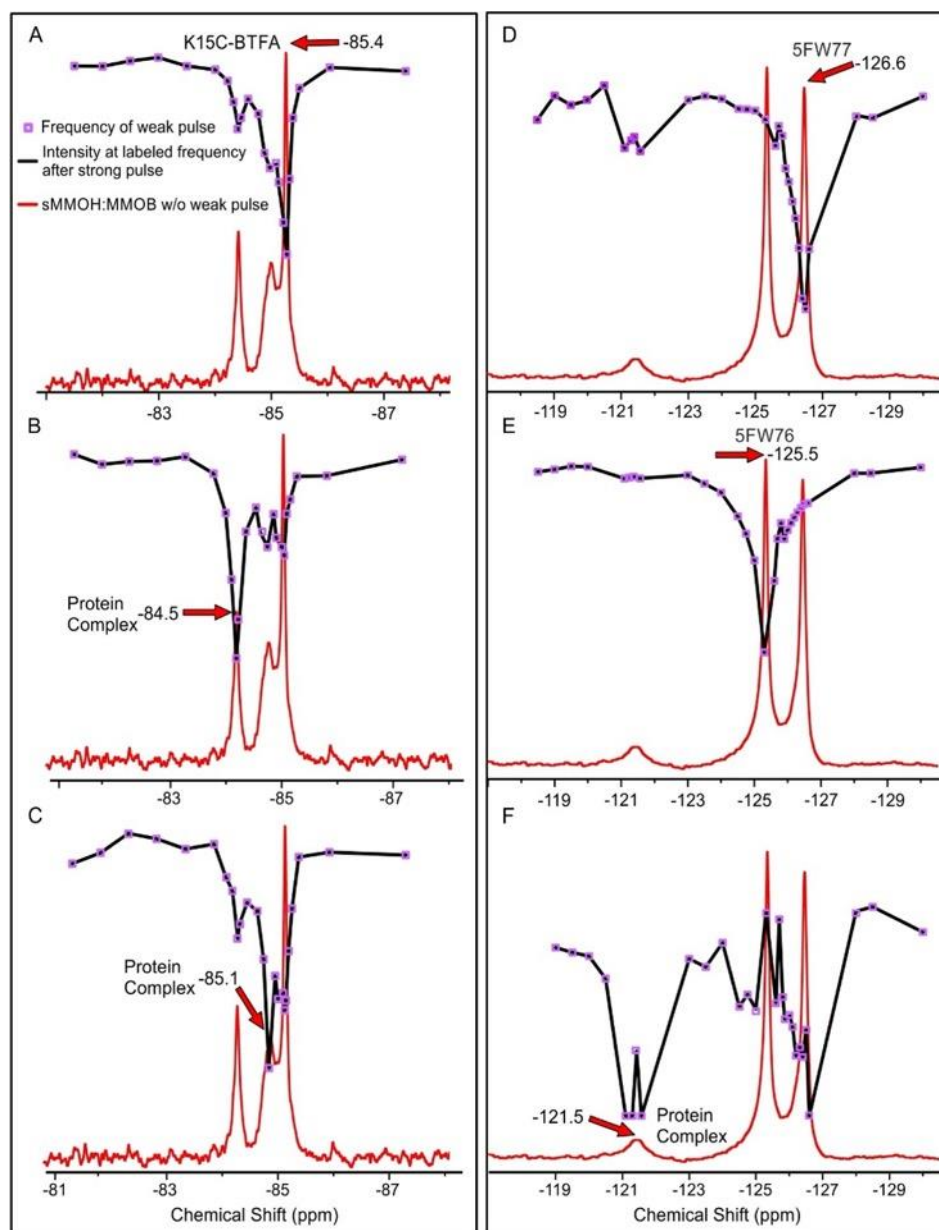 A
K15C-BTFA
-85.4
Frequency of weak pulse
Intensity at labeled frequency
after strong pulse
sMMOH:MMOB w/o weak pulse
-83 -85 -87
B
Protein
Complex
-84.5
-83 -85 -87
C
Protein
Complex
-85.1
-81 -83 -85 -87
Chemical Shift (ppm)
D
5FW77
-126.6
-119 -121 -123 -125 -127 -129
E
5FW76
-125.5
-119 -121 -123 -125 -127 -129
F
-121.5
Protein
Complex
-119 -121 -123 -125 -127 -129
Chemical Shift (ppm)